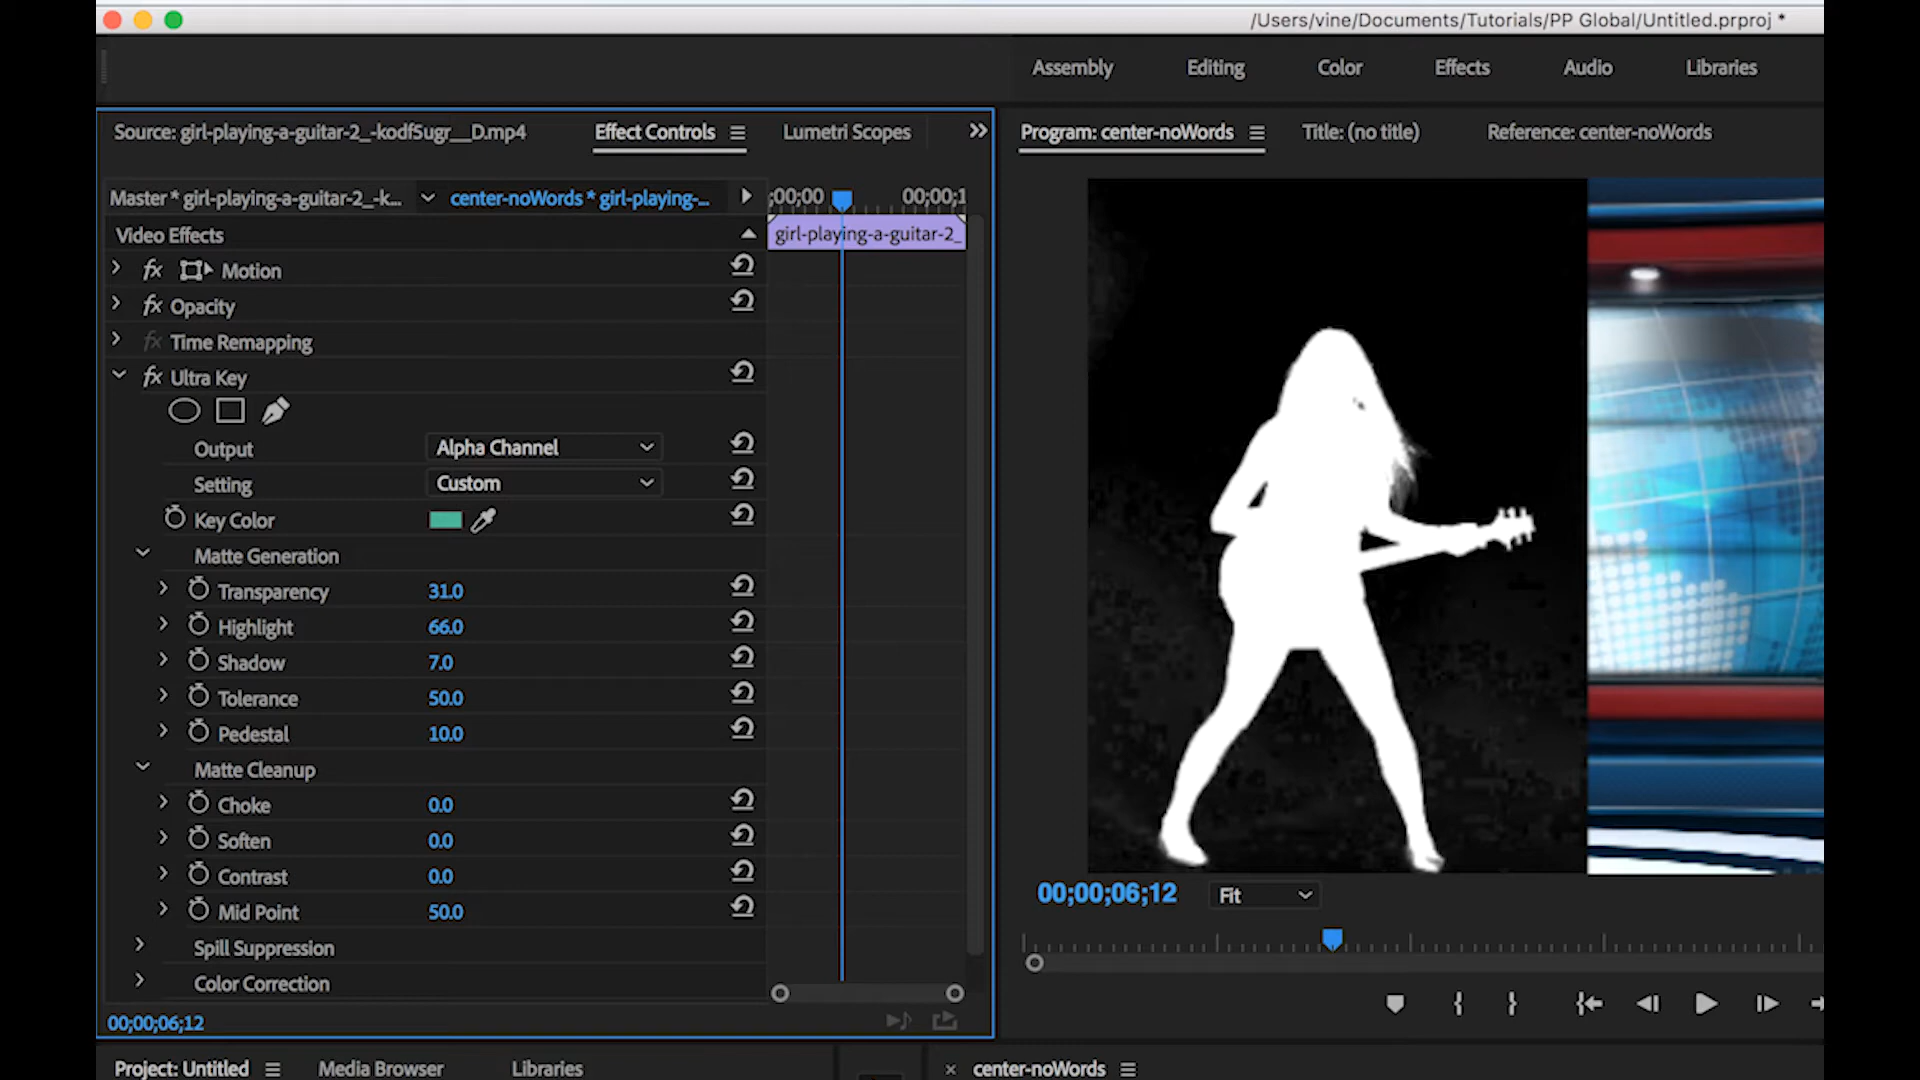 /Users/vine/Documents/Tutorials/PP Global/Untitled.prproj *
Assembly Editing Color Effects Audio Libraries
Source: girl-playing-a-guitar-2_-kodf5ugr__D.mp4 Effect Controls Lumetri Scopes
Program: center-noWords Title: (no title) Reference: center-noWords
Master * girl-playing-a-guitar-2_-k... center-noWords * girl-playing-...
;00;00 00;00;1
Video Effects
girl-playing-a-guitar-2_
fx Motion
fx Opacity
fx Time Remapping
fx Ultra Key
Output Alpha Channel
Setting Custom
Key Color
Matte Generation
Transparency 31.0
Highlight 66.0
Shadow 7.0
Tolerance 50.0
Pedestal 10.0
Matte Cleanup
Choke 0.0
Soften 0.0
Contrast 0.0
Mid Point 50.0
Spill Suppression
Color Correction
00;00;06;12
00;00;06;12 Fit
Project: Untitled Media Browser Libraries
× center-noWords